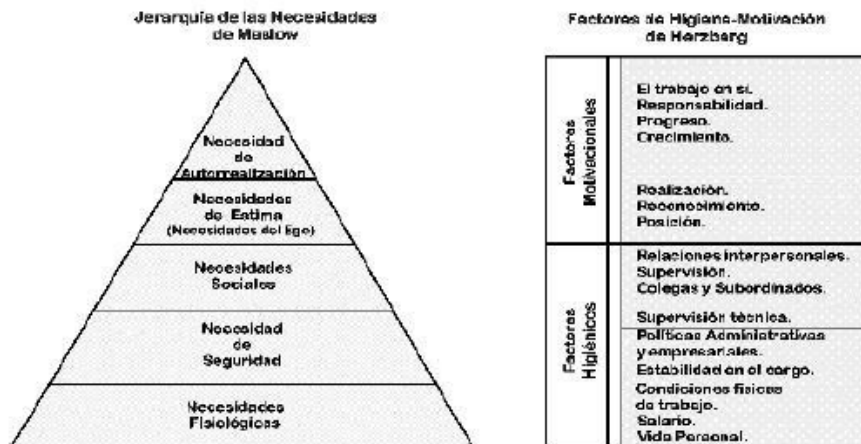 Jerarquía de las Necesidades
de Maslow
Necesidad
de
Autorrealización
Necesidades
de Estima
(Necesidades del Ego)
Necesidades
Sociales
Necesidad
de
Seguridad
Necesidades
Fisiológicas
Factores de Higiene-Motivación
de Herzberg
Factores
Motivacionales
El trabajo en sí.
Responsabilidad.
Progreso.
Crecimiento.
Realización.
Reconocimiento.
Posición.
Factores
Higiénicos
Relaciones interpersonales.
Supervisión.
Colegas y Subordinados.
Supervisión técnica.
Políticas Administrativas
y empresariales.
Estabilidad en el cargo.
Condiciones físicas
de trabajo.
Salario.
Vida Personal.